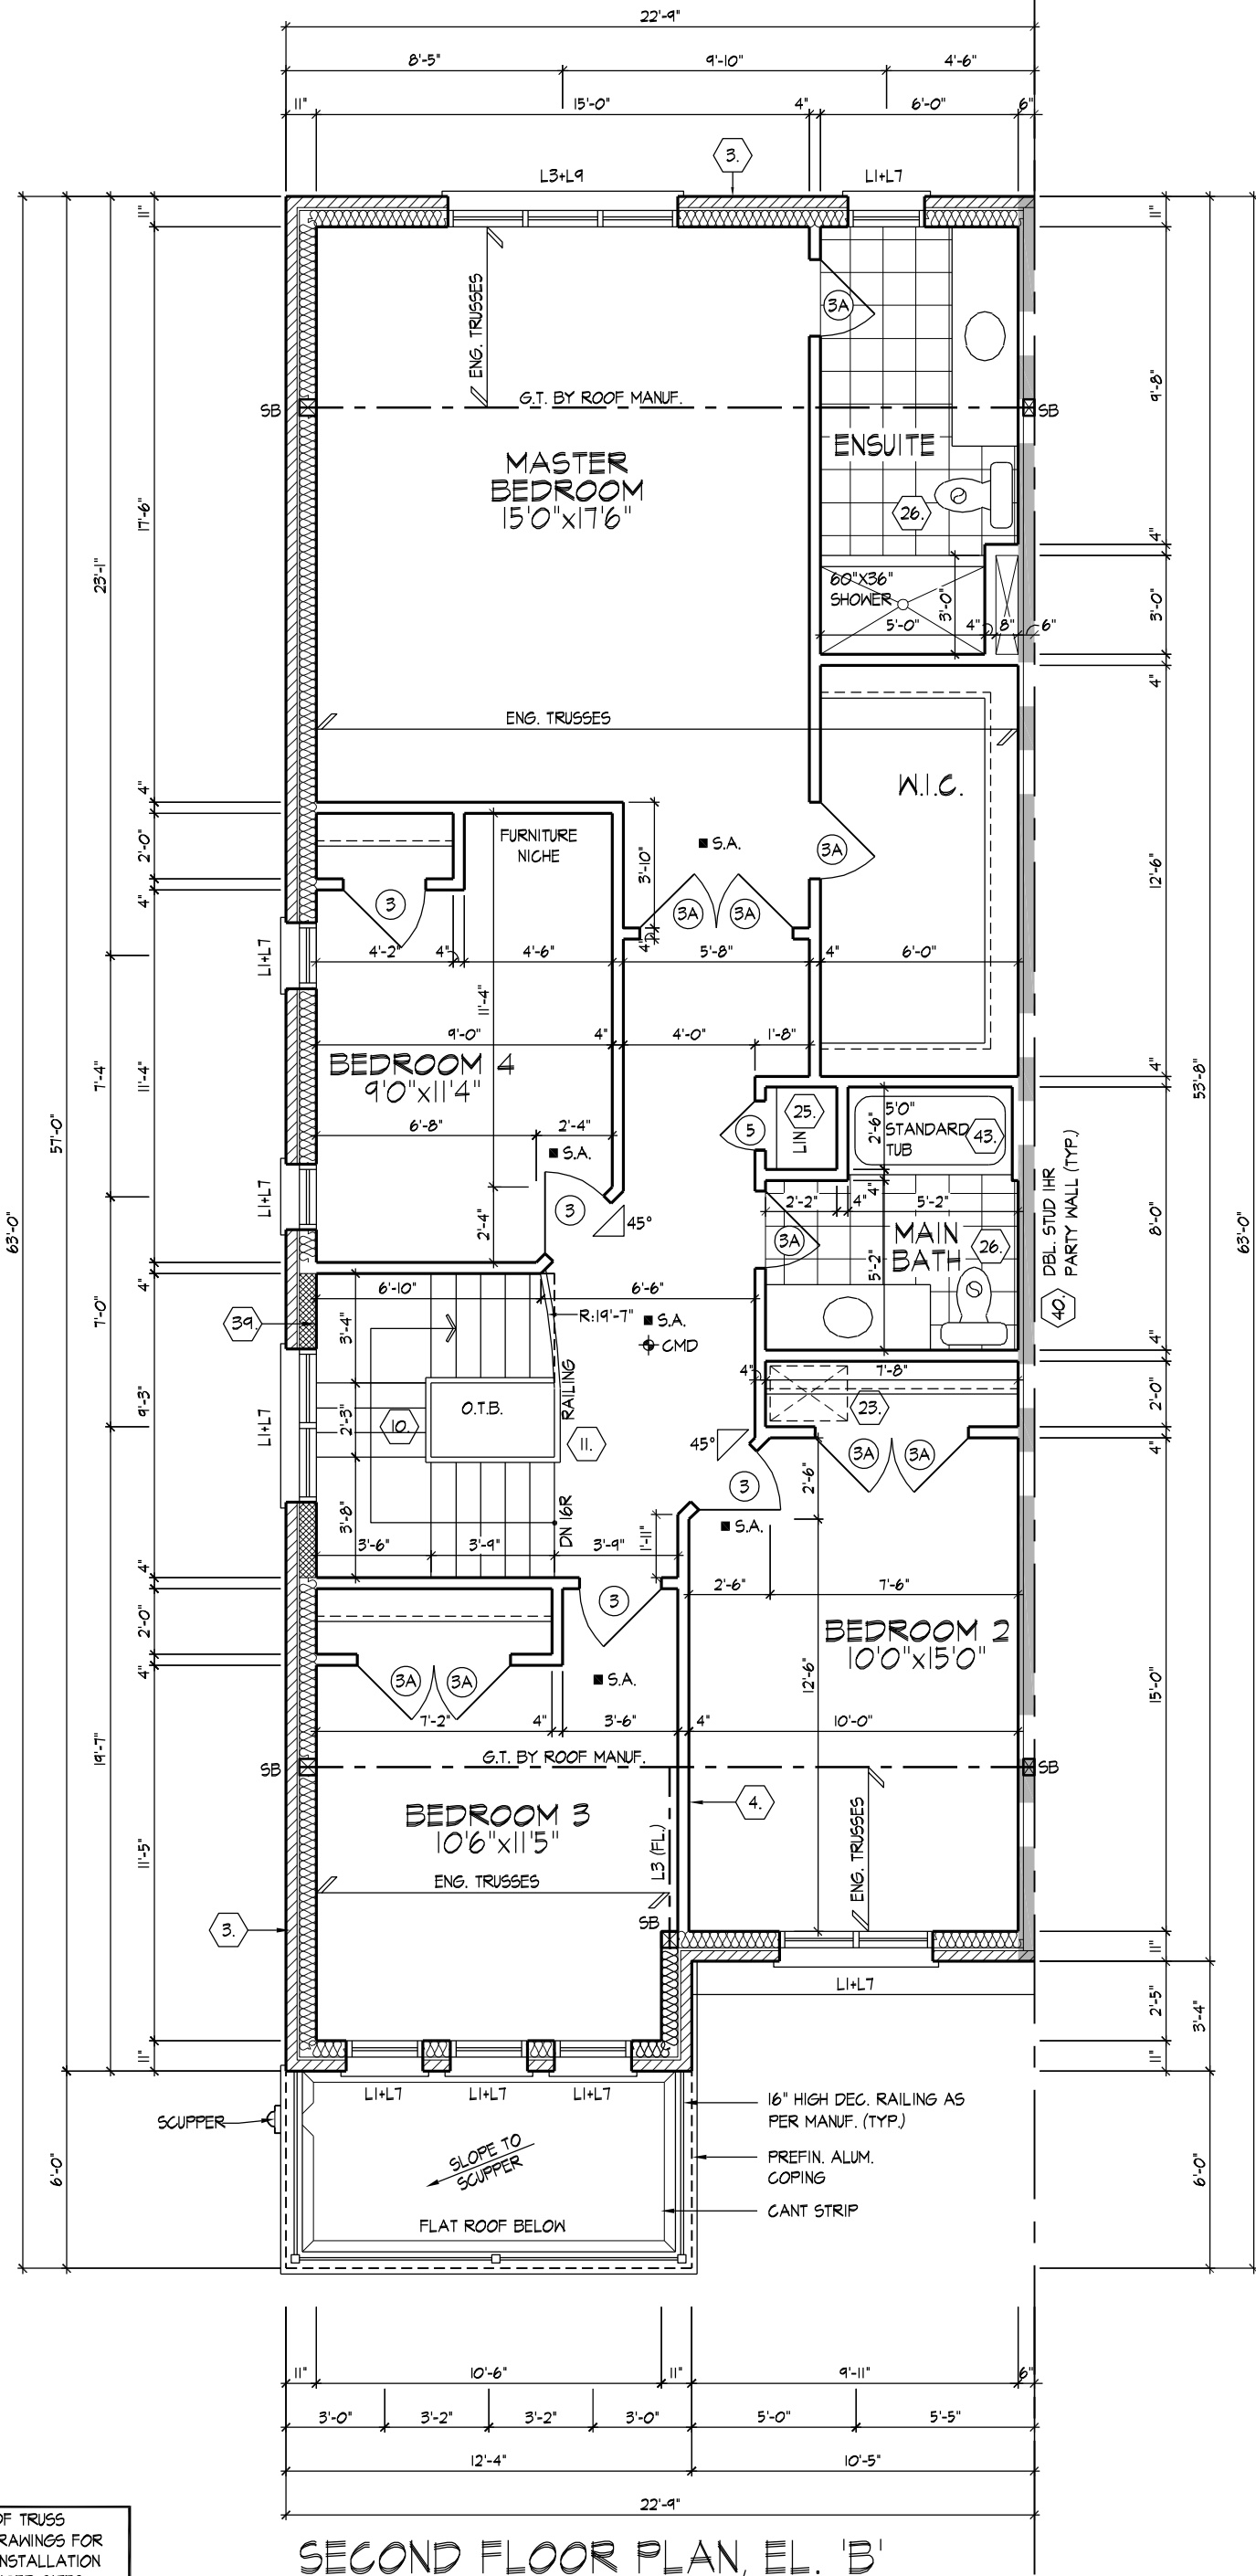 22'-9"
8'-5" 9'-10" 4'-6"
11" 15'-0" 4" 6'-0" 6"
3.
L3+L9 L1+L7
11" 11"
ENG. TRUSSES
3A
9'-8"
G.T. BY ROOF MANUF.
SB SB
ENSUITE
MASTER
BEDROOM
15'0"x17'6"
26.
17'-6"
4"
23'-1"
60"X36"
SHOWER
3'-0"
5'-0" 4" 8" 6"
3'-0"
4"
ENG. TRUSSES
W.I.C.
4"
2'-0"
4"
FURNITURE
NICHE
3'-10"
S.A.
3A
12'-6"
3
3A 3A
4'-2" 4" 4'-6" 4" 5'-8" 4" 6'-0"
L1+L7
11'-4"
9'-0" 4" 4'-0" 1'-8"
BEDROOM 4
9'0"x11'4"
7'-4"
11'-4"
4"
53'-8"
57'-0"
6'-8" 2'-4"
S.A.
5
LIN
25.
2'-6"
5'0"
STANDARD
TUB
43.
DBL. STUD 1HR
PARTY WALL (TYP.)
40.
63'-0"
63'-0"
L1+L7
2'-4"
3
45°
4"
2'-2" 4" 5'-2"
3A
MAIN
BATH
26.
5'-2"
8'-0"
4"
6'-10" 6'-6"
39.
3'-4"
R:19'-7"
S.A.
CMD
7'-0"
4"
4" 7'-8"
RAILING
O.T.B.
10.
11.
2'-3"
9'-3"
L1+L7
23.
2'-0"
4"
45°
3A 3A
3
2'-6"
3'-8"
DN 16R
S.A.
1'-11"
3'-6" 3'-9" 3'-9"
4"
2'-6" 7'-6"
3
2'-0"
4"
BEDROOM 2
10'0"x15'0"
3A 3A
S.A.
12'-6"
15'-0"
7'-2" 4" 3'-6" 4" 10'-0"
19'-7"
G.T. BY ROOF MANUF.
SB SB
BEDROOM 3
10'6"x11'5"
4.
L3 (FL.)
ENG. TRUSSES
11'-5"
ENG. TRUSSES
3.
SB
11"
L1+L7
2'-5"
3'-4"
11" 11"
L1+L7 L1+L7 L1+L7
SCUPPER
16" HIGH DEC. RAILING AS
PER MANUF. (TYP.)
SLOPE TO
SCUPPER
PREFIN. ALUM.
COPING
6'-0" 6'-0"
CANT STRIP
FLAT ROOF BELOW
11" 10'-6" 11" 9'-11" 6"
3'-0" 3'-2" 3'-2" 3'-0" 5'-0" 5'-5"
12'-4" 10'-5"
22'-9"
OF TRUSS
RAWINGS FOR
NSTALLATION
SECOND FLOOR PLAN, EL. 'B'